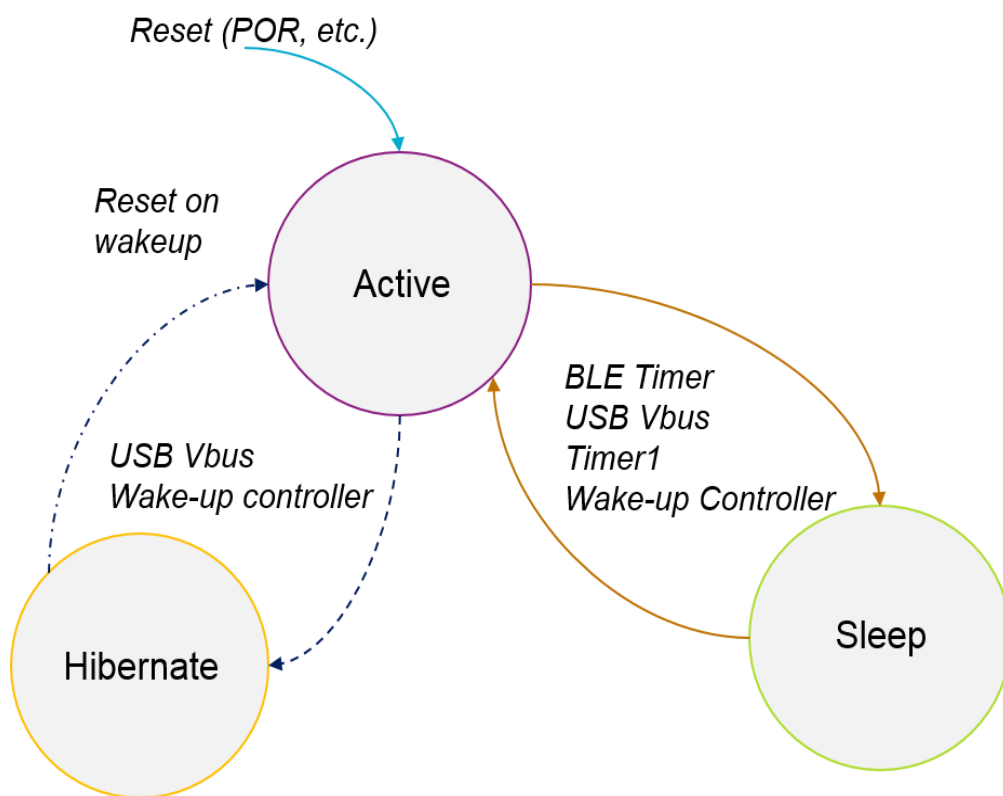 Reset (POR, etc.)
Reset on
wakeup
Active
BLE Timer
USB Vbus
Timer1
Wake-up Controller
USB Vbus
Wake-up controller
Hibernate
Sleep